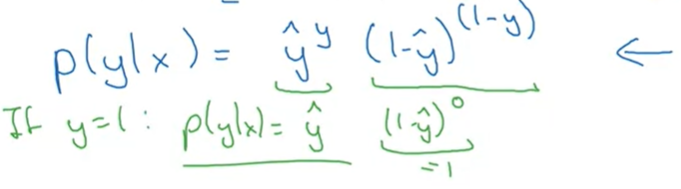 p(y|x) = ŷ^y (1-ŷ)^(1-y) ←
If y=1: p(y|x) = ŷ (1-ŷ)^0
=1